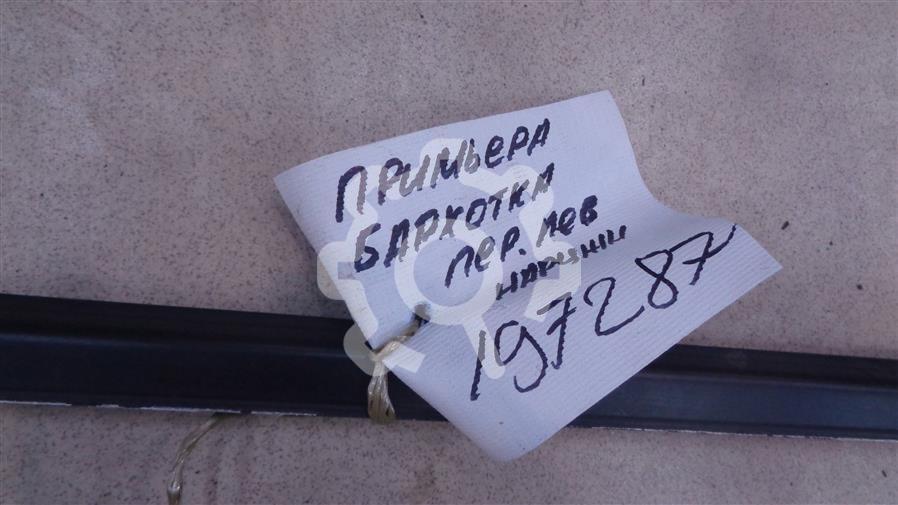 ПРИМЬЕРА
БАРХОТКА
ПЕР. ЛЕВ
НАРУЖН
197287